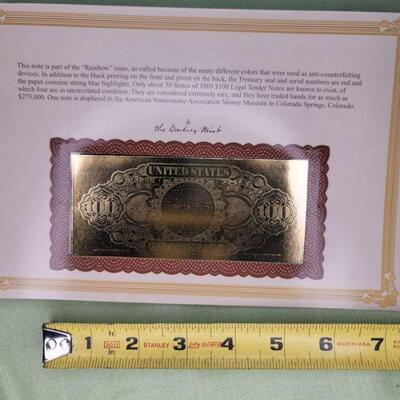 This note is part of the "Rainbow" issue, so called because of the many different colors that were used as anti-counterfeiting
devices. In addition to the black printing on the front and green on the back, the Treasury seal and serial numbers are red and
the paper contains strong blue highlights. Only about 30 Series of 1869 $100 Legal Tender Notes are known to exist, of
which four are in uncirculated condition. They are considered extremely rare, and they have traded hands for as much as
$275,000. One note is displayed in the American Numismatic Association Money Museum in Colorado Springs, Colorado.
The Danbury Mint
UNITED STATES
100 100
1 2 STANLEY 3 Life Guard 4 5 6 MADE IN U.S.A. 7